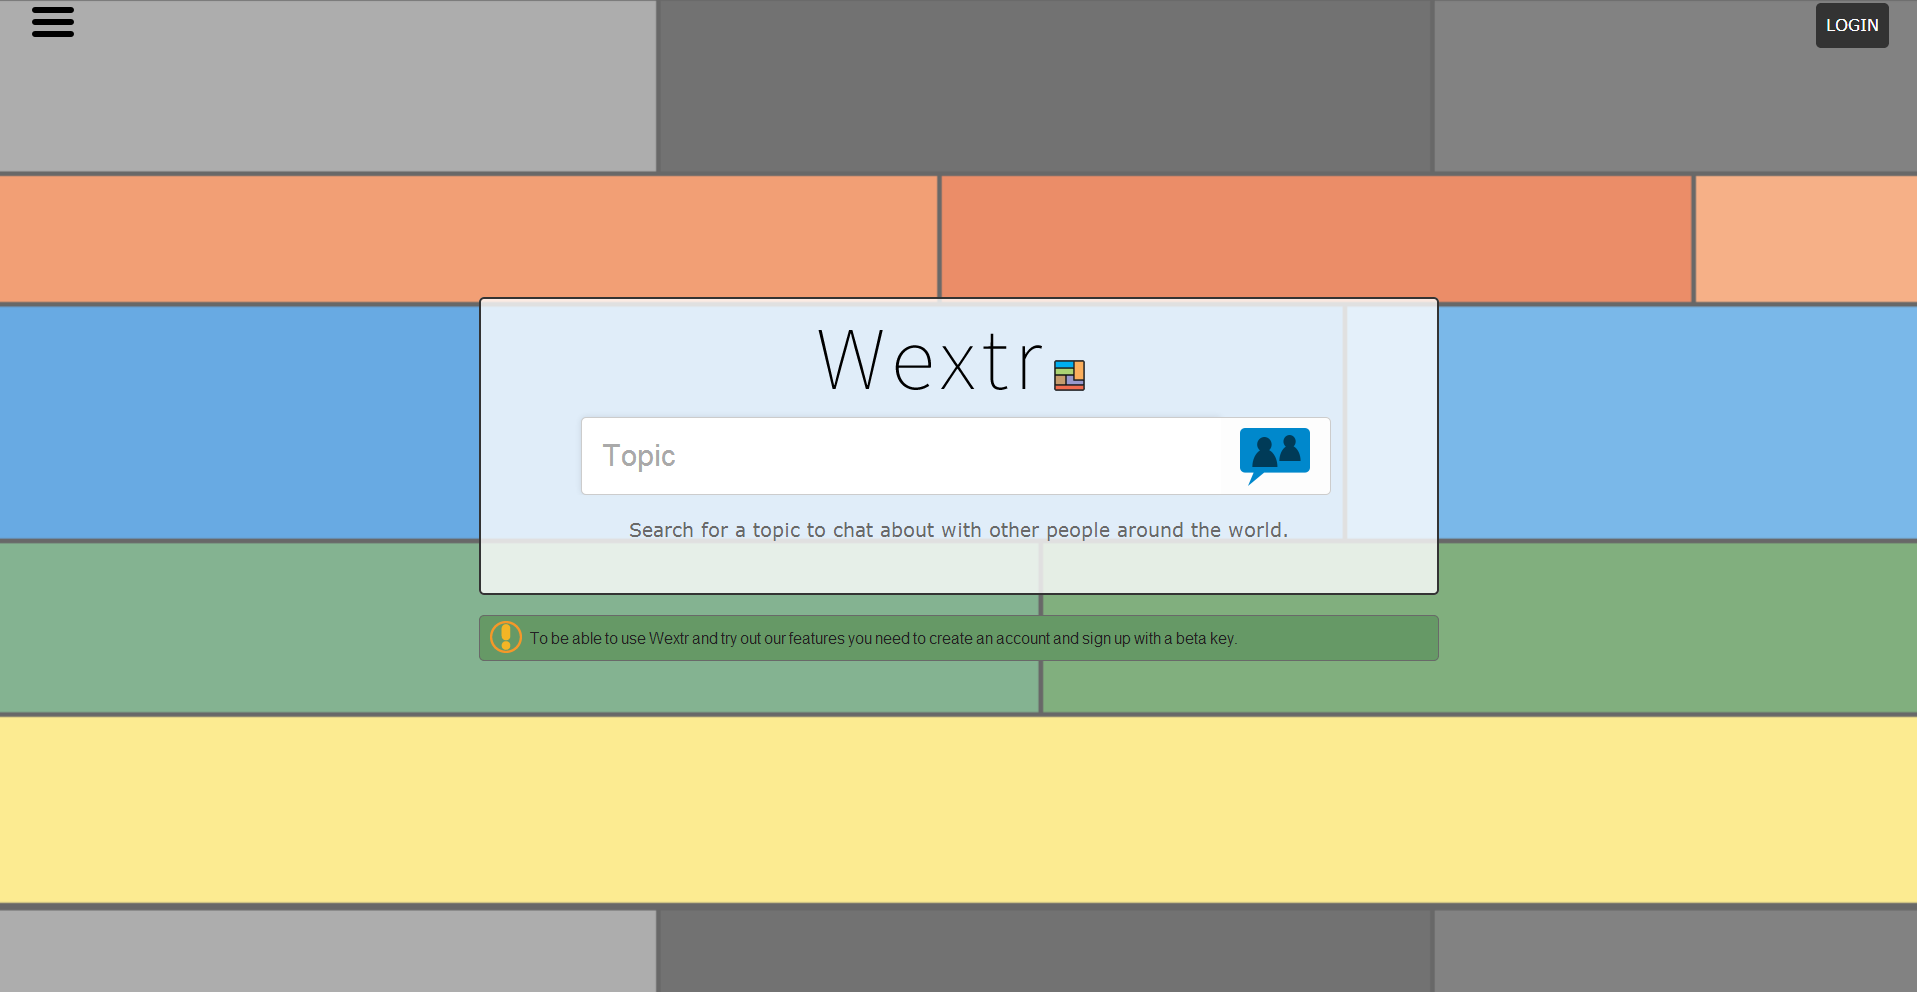 LOGIN
Wextr
Topic
Search for a topic to chat about with other people around the world.
To be able to use Wextr and try out our features you need to create an account and sign up with a beta key.